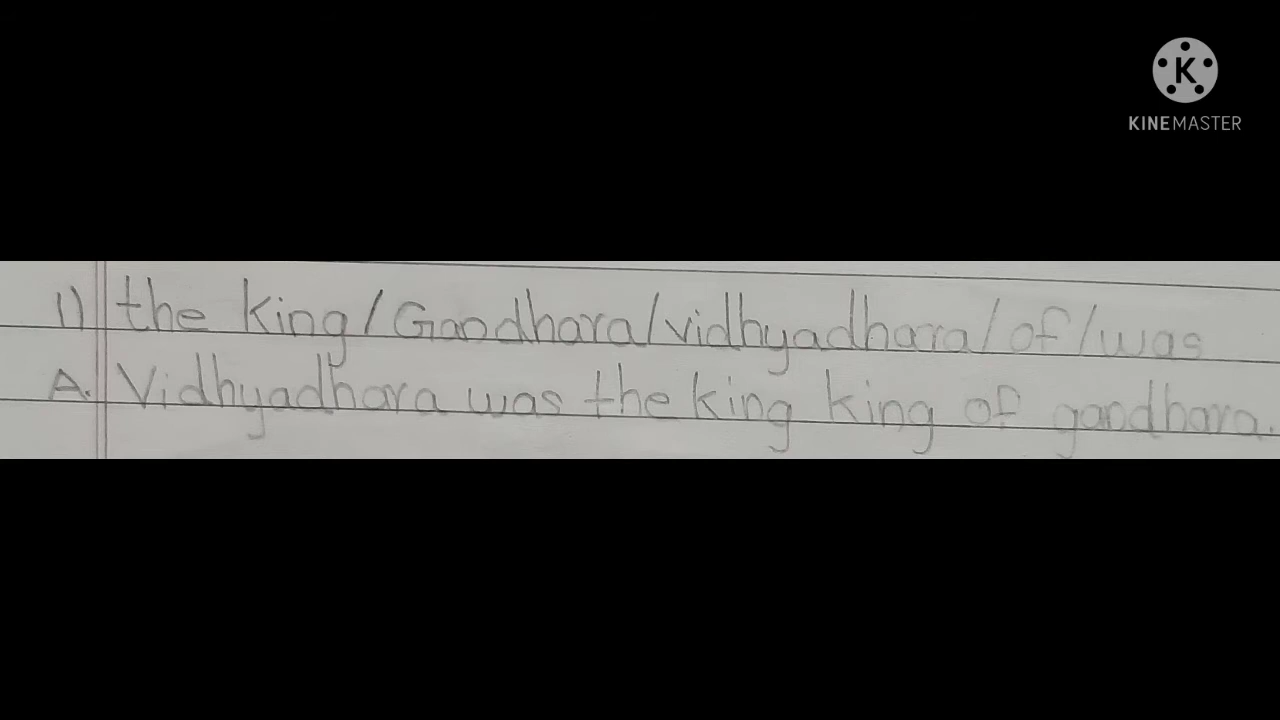 KINEMASTER
1) the king/Gandhara/vidhyadhara/of/was
A. Vidhyadhara was the king king of gandhara.